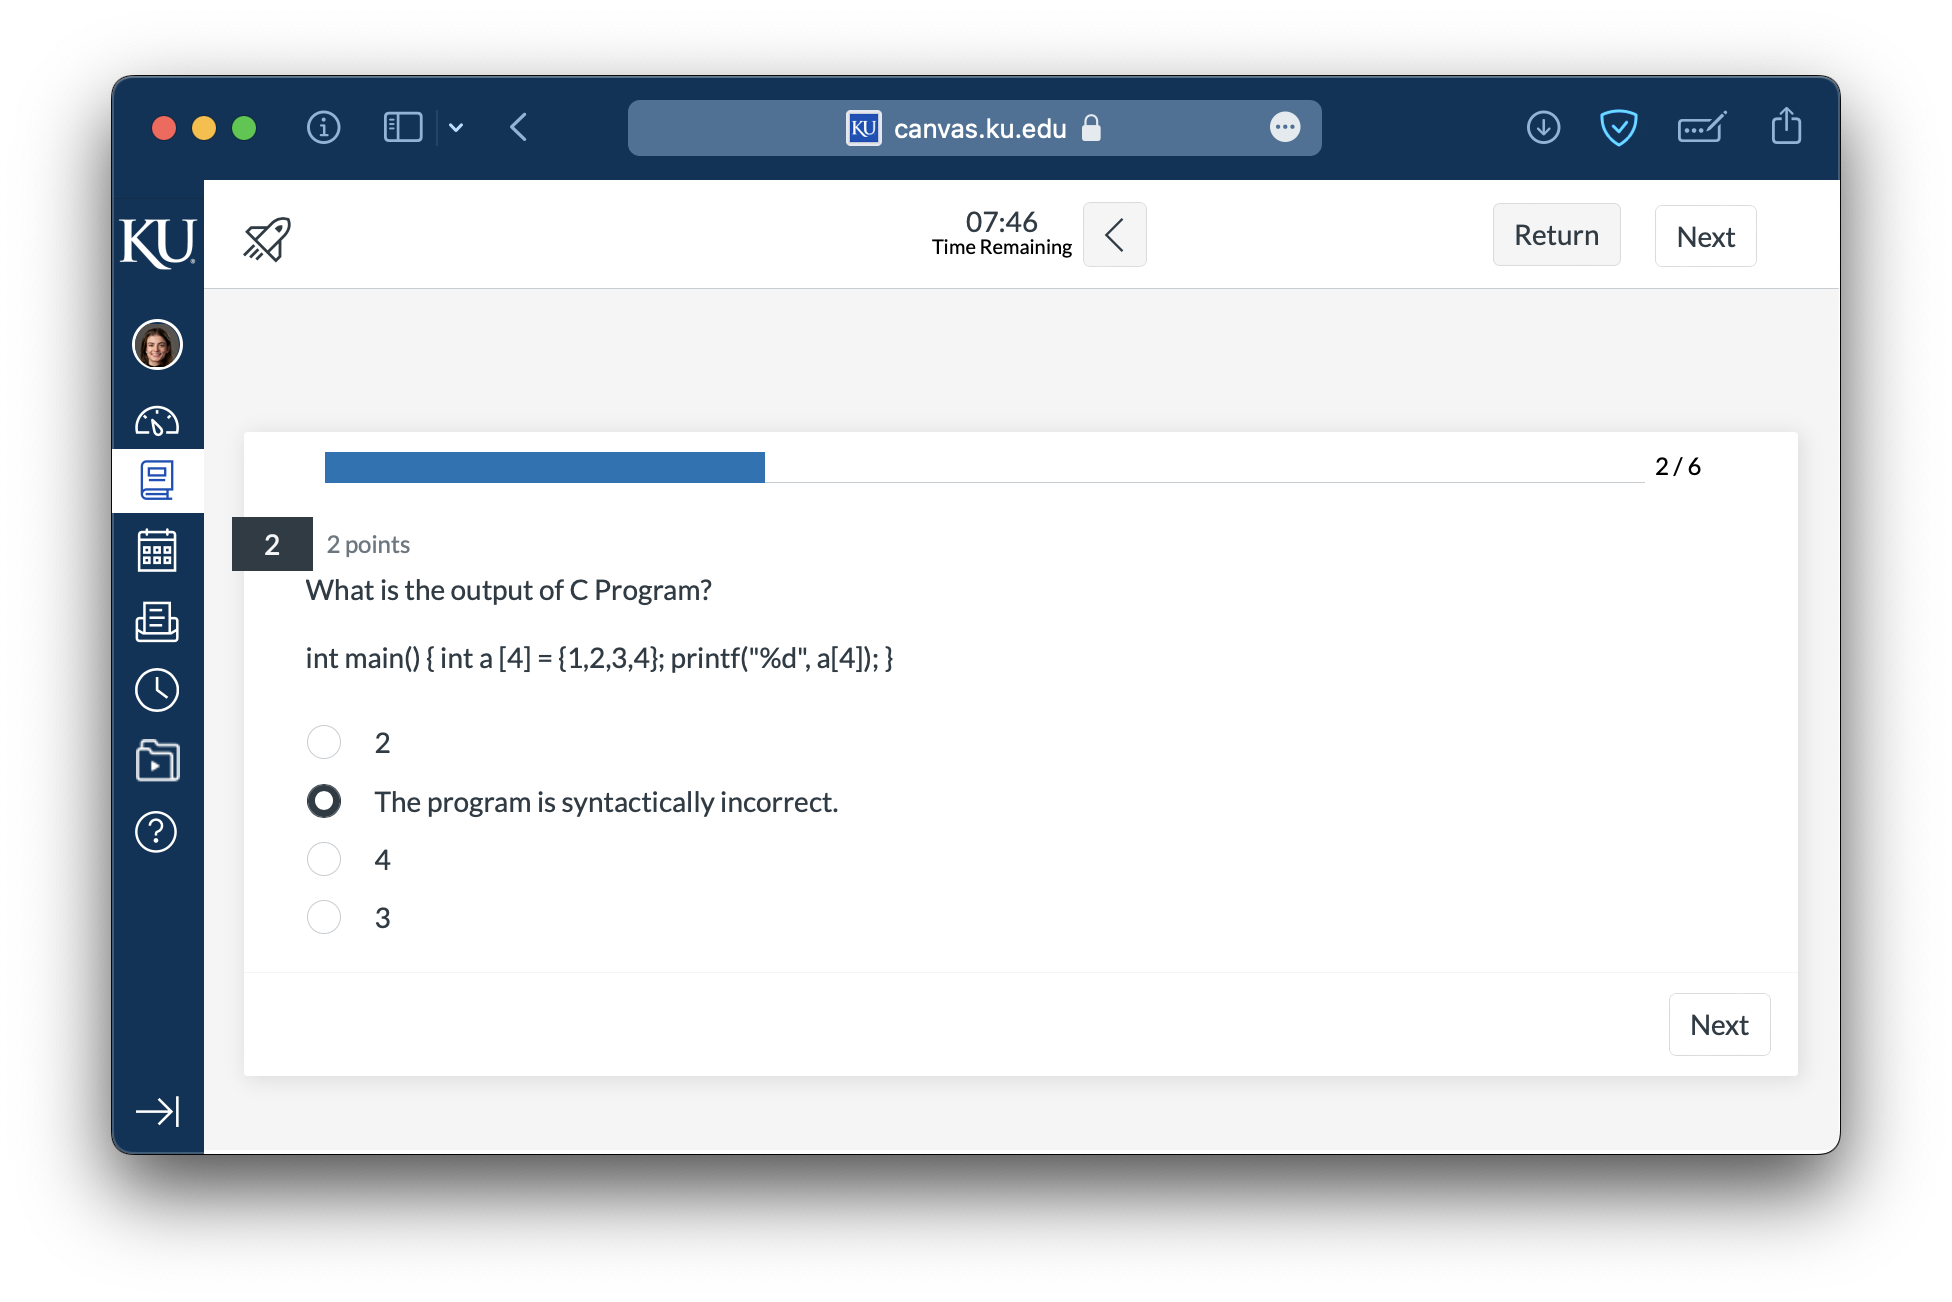 KU canvas.ku.edu
KU
07:46
Time Remaining
Return
Next
2 / 6
2
2 points
What is the output of C Program?
int main() { int a [4] = {1,2,3,4}; printf("%d", a[4]); }
2
The program is syntactically incorrect.
4
3
Next